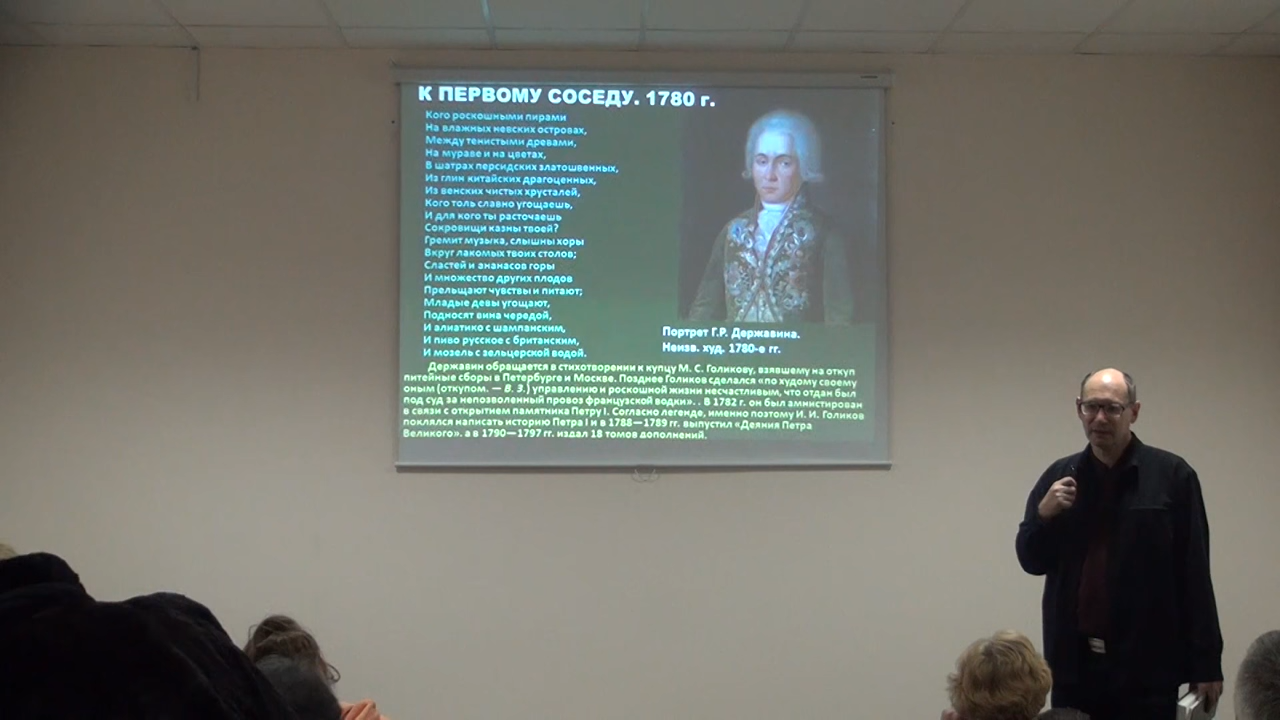 К ПЕРВОМУ СОСЕДУ. 1780 г.
Кого роскошными пирами
На влажных невских островах,
Между тенистыми древами,
На мураве и на цветах,
В шатрах персидских златошвенных,
Из глин китайских драгоценных,
Из венских чистых хрусталей,
Кого толь славно угощаешь,
И для кого ты расточаешь
Сокровищи казны твоей?
Гремит музыка, слышны хоры
Вкруг лакомых твоих столов;
Сластей и ананасов горы
И множество других плодов
Прельщают чувствы и питают;
Младые девы угощают,
Подносят вина чередой,
И алиатико с шампанским,
И пиво русское с британским,
И мозель с зельцерской водой.
Портрет Г.Р. Державина.
Неизв. худ. 1780-е гг.
Державин обращается в стихотворении к купцу М. С. Голикову, взявшему на откуп
питейные сборы в Петербурге и Москве. Позднее Голиков сделался «по худому своему
оным (откупом. — В. З.) управлению и роскошной жизни несчастливым, что отдан был
под суд за непозволенный провоз французской водки». . В 1782 г. он был амнистирован
в связи с открытием памятника Петру I. Согласно легенде, именно поэтому И. И. Голиков
поклялся написать историю Петра I и в 1788—1789 гг. выпустил «Деяния Петра
Великого», а в 1790—1797 гг. издал 18 томов дополнений.